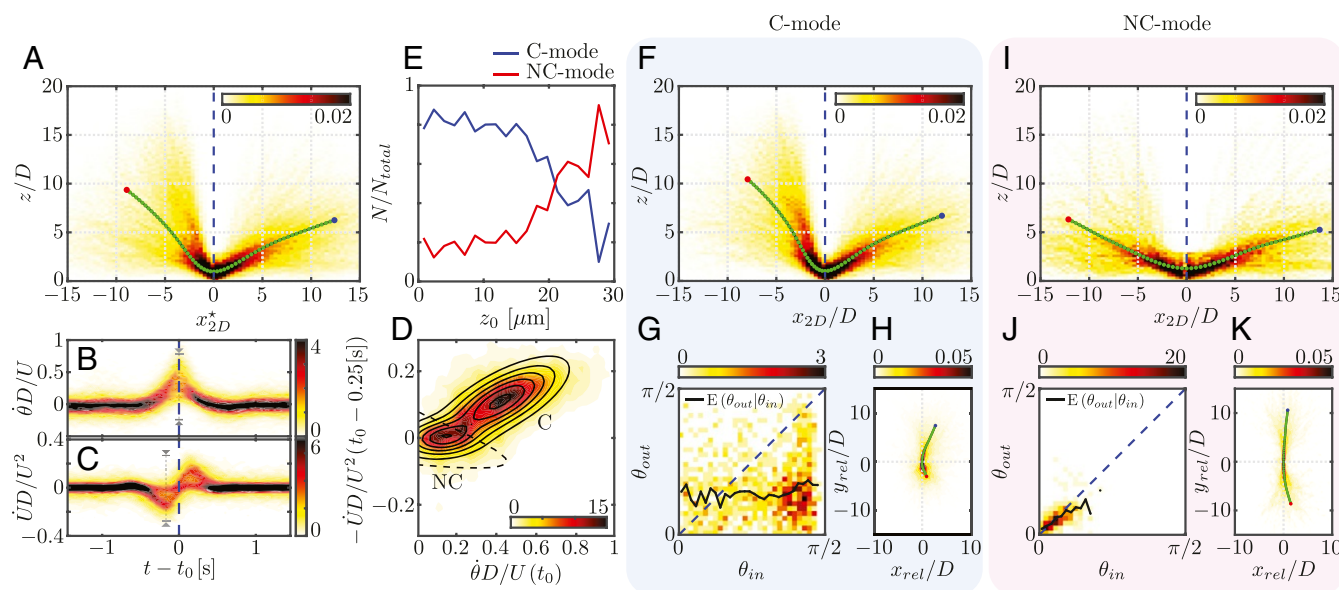 C-mode
NC-mode
A
20
15
10
5
0
z/D
0
0.02
−15
−10
−5
0
5
10
15
x⋆2D
E
C-mode
NC-mode
1
0
N/Ntotal
0
10
20
30
z0 [μm]
F
20
15
10
5
0
z/D
0
0.02
−15
−10
−5
0
5
10
15
x2D/D
I
20
15
10
5
0
z/D
0
0.02
−15
−10
−5
0
5
10
15
x2D/D
B
1
0.5
0
θ̇D/U
4
0
C
0.4
0
−0.4
U̇D/U²
6
0
−1
0
1
t − t0 [s]
D
0.2
0
−0.2
−U̇D/U² (t0 − 0.25[s])
C
NC
0
15
0
0.2
0.4
0.6
0.8
1
θ̇D/U (t0)
G
0
3
π/2
E (θout|θin)
θout
0
0
π/2
θin
H
0
0.05
10
0
−10
yrel/D
−10
0
10
xrel/D
J
0
20
π/2
E (θout|θin)
θout
0
0
π/2
θin
K
0
0.05
10
0
−10
yrel/D
−10
0
10
xrel/D